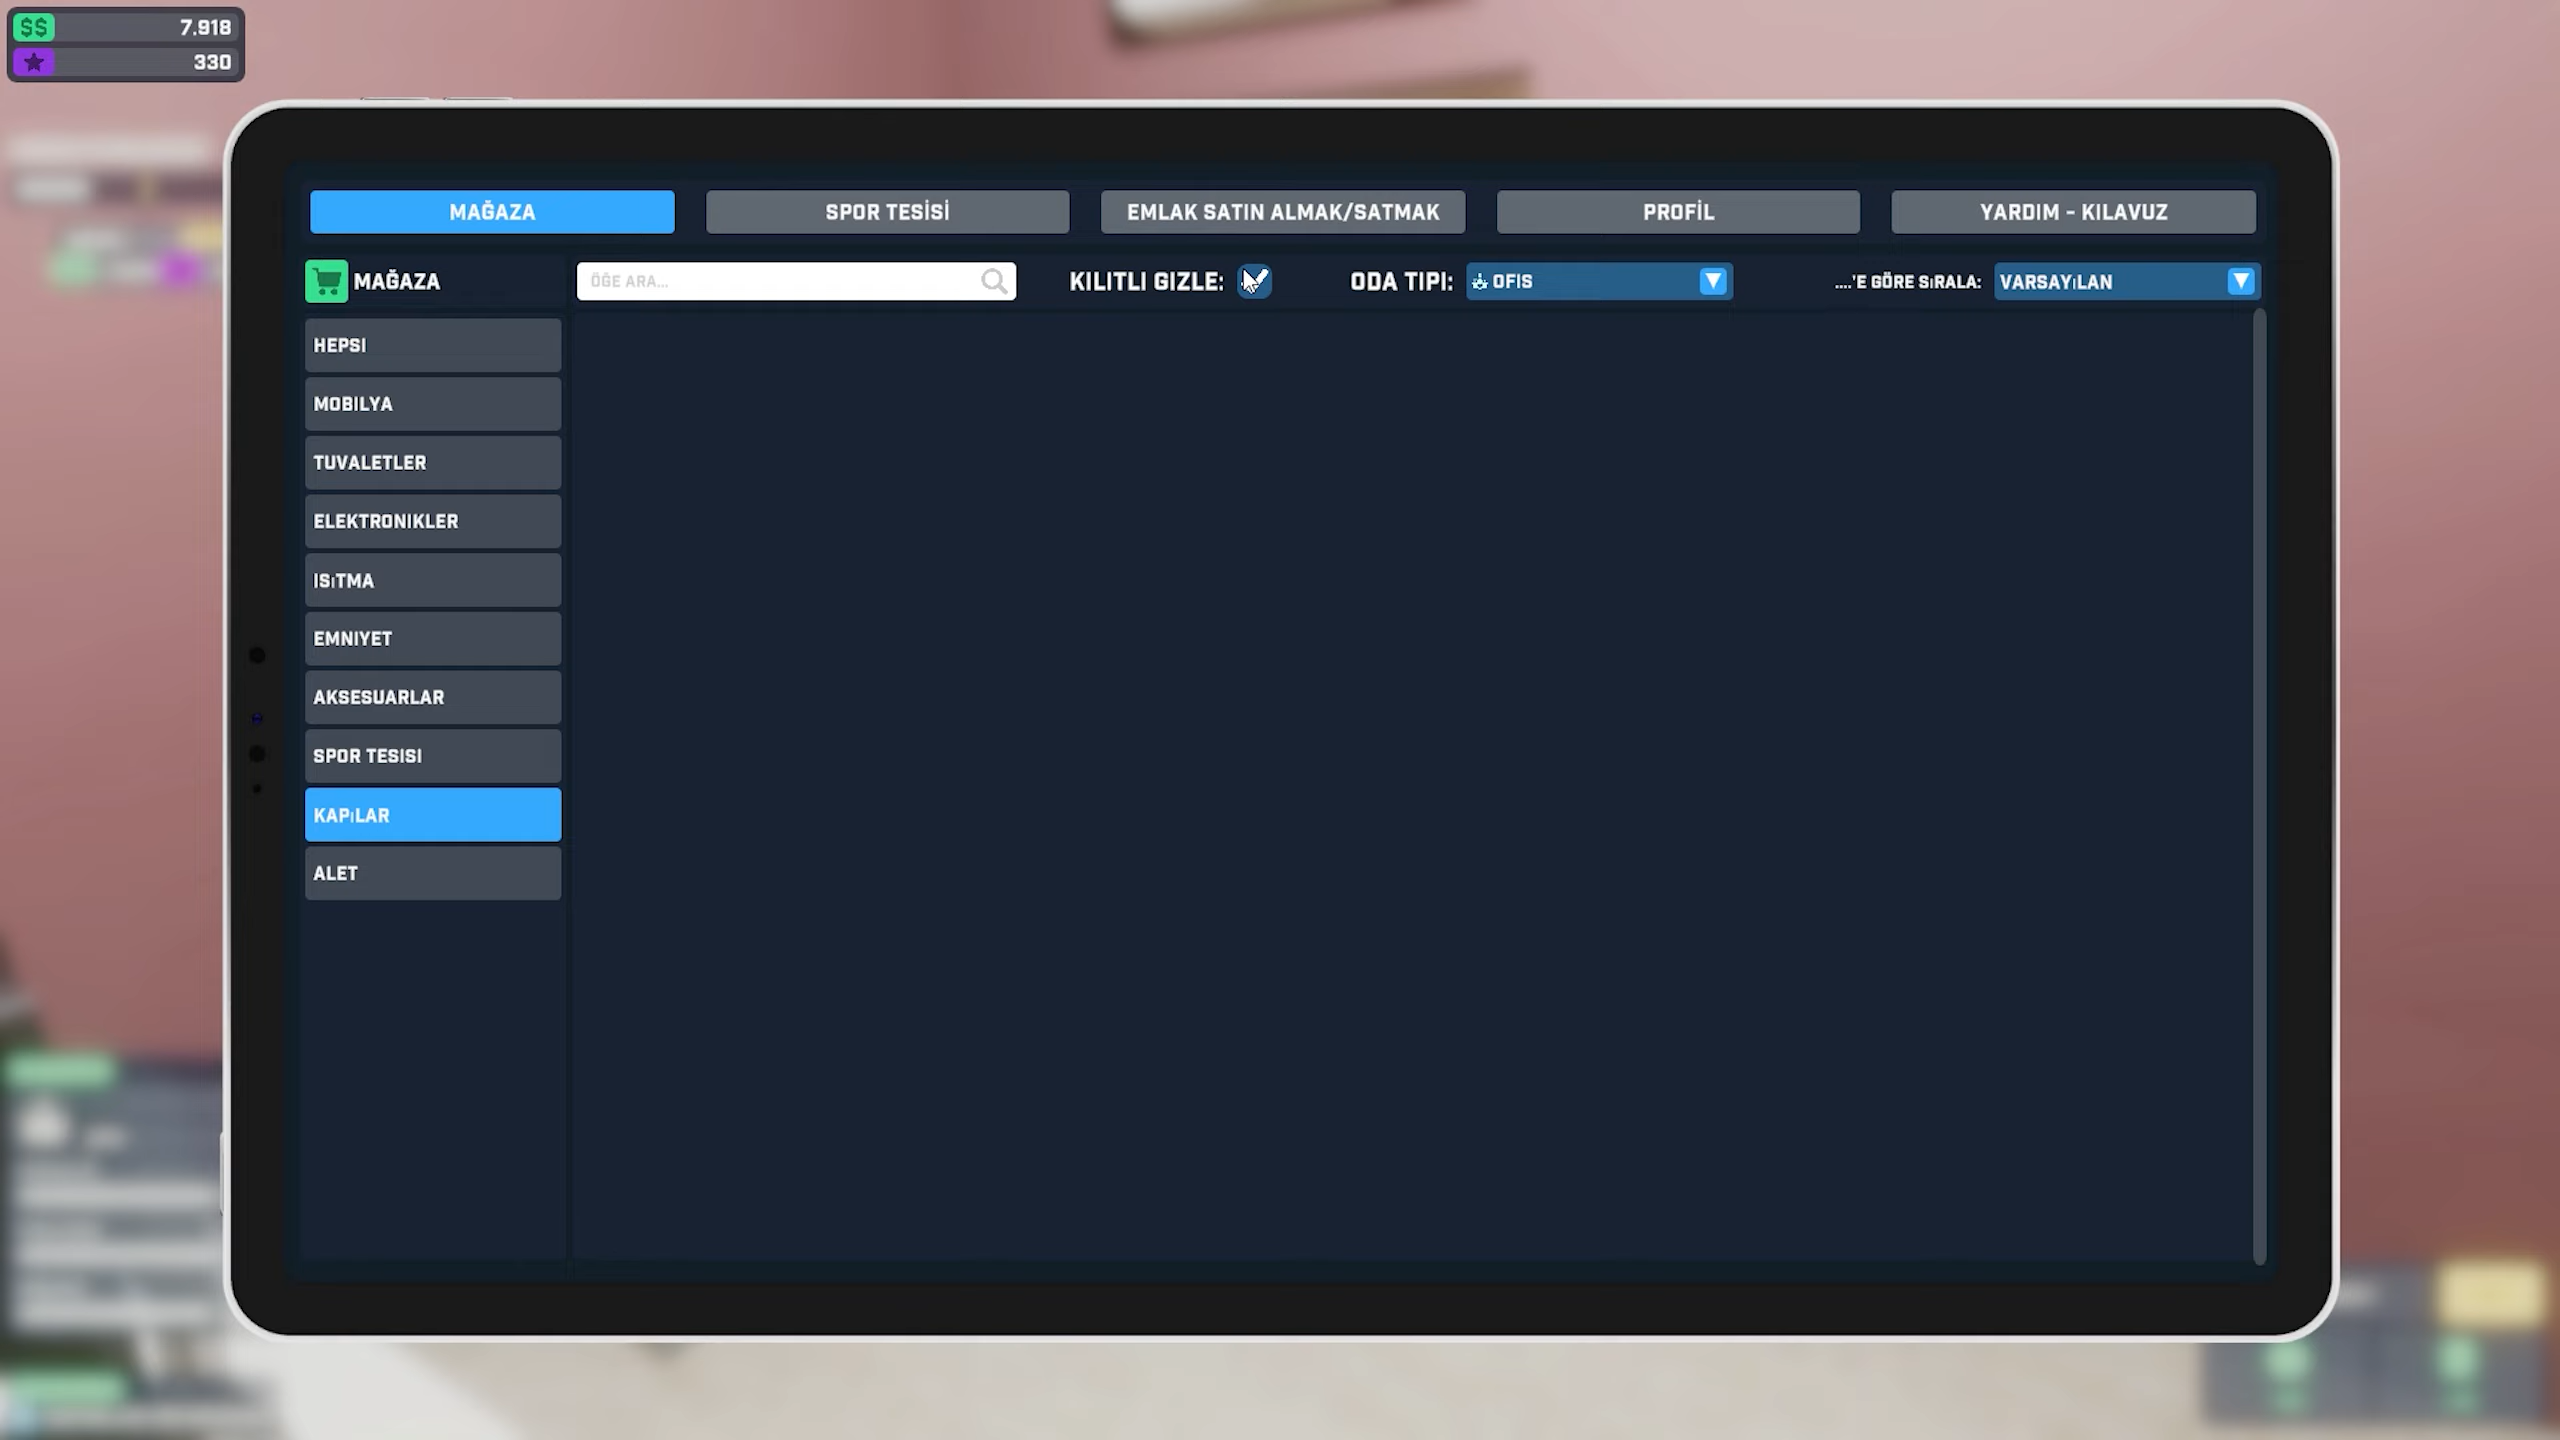 $$ 7.918
330
MAĞAZA
SPOR TESİSİ
EMLAK SATIN ALMAK/SATMAK
PROFİL
YARDIM - KILAVUZ
MAĞAZA
ÖĞE ARA...
KILITLI GIZLE:
ODA TIPI:
OFIS
....'E GÖRE SıRALA:
VARSAYıLAN
HEPSI
MOBILYA
TUVALETLER
ELEKTRONIKLER
ISıTMA
EMNIYET
AKSESUARLAR
SPOR TESISI
KAPıLAR
ALET